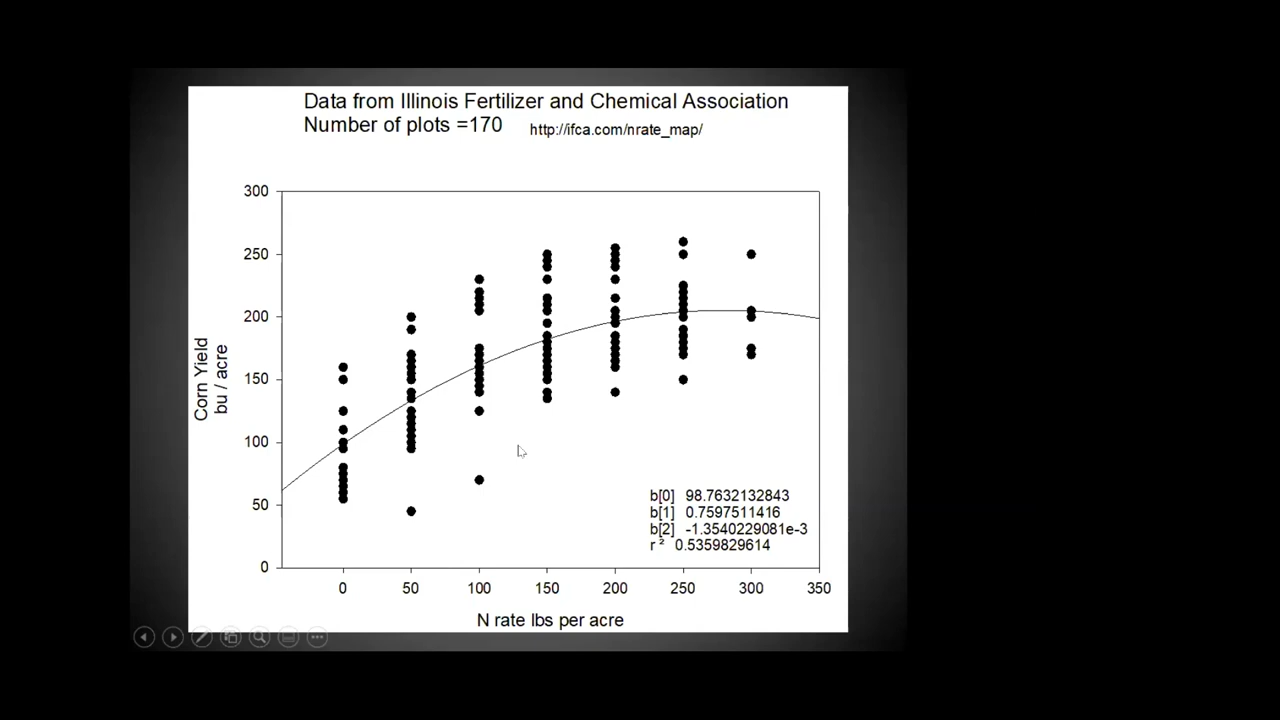 Data from Illinois Fertilizer and Chemical Association
Number of plots =170 http://ifca.com/nrate_map/
300
250
200
150
100
50
0
Corn Yield
bu / acre
b[0] 98.7632132843
b[1] 0.7597511416
b[2] -1.3540229081e-3
r ² 0.5359829614
0 50 100 150 200 250 300 350
N rate lbs per acre